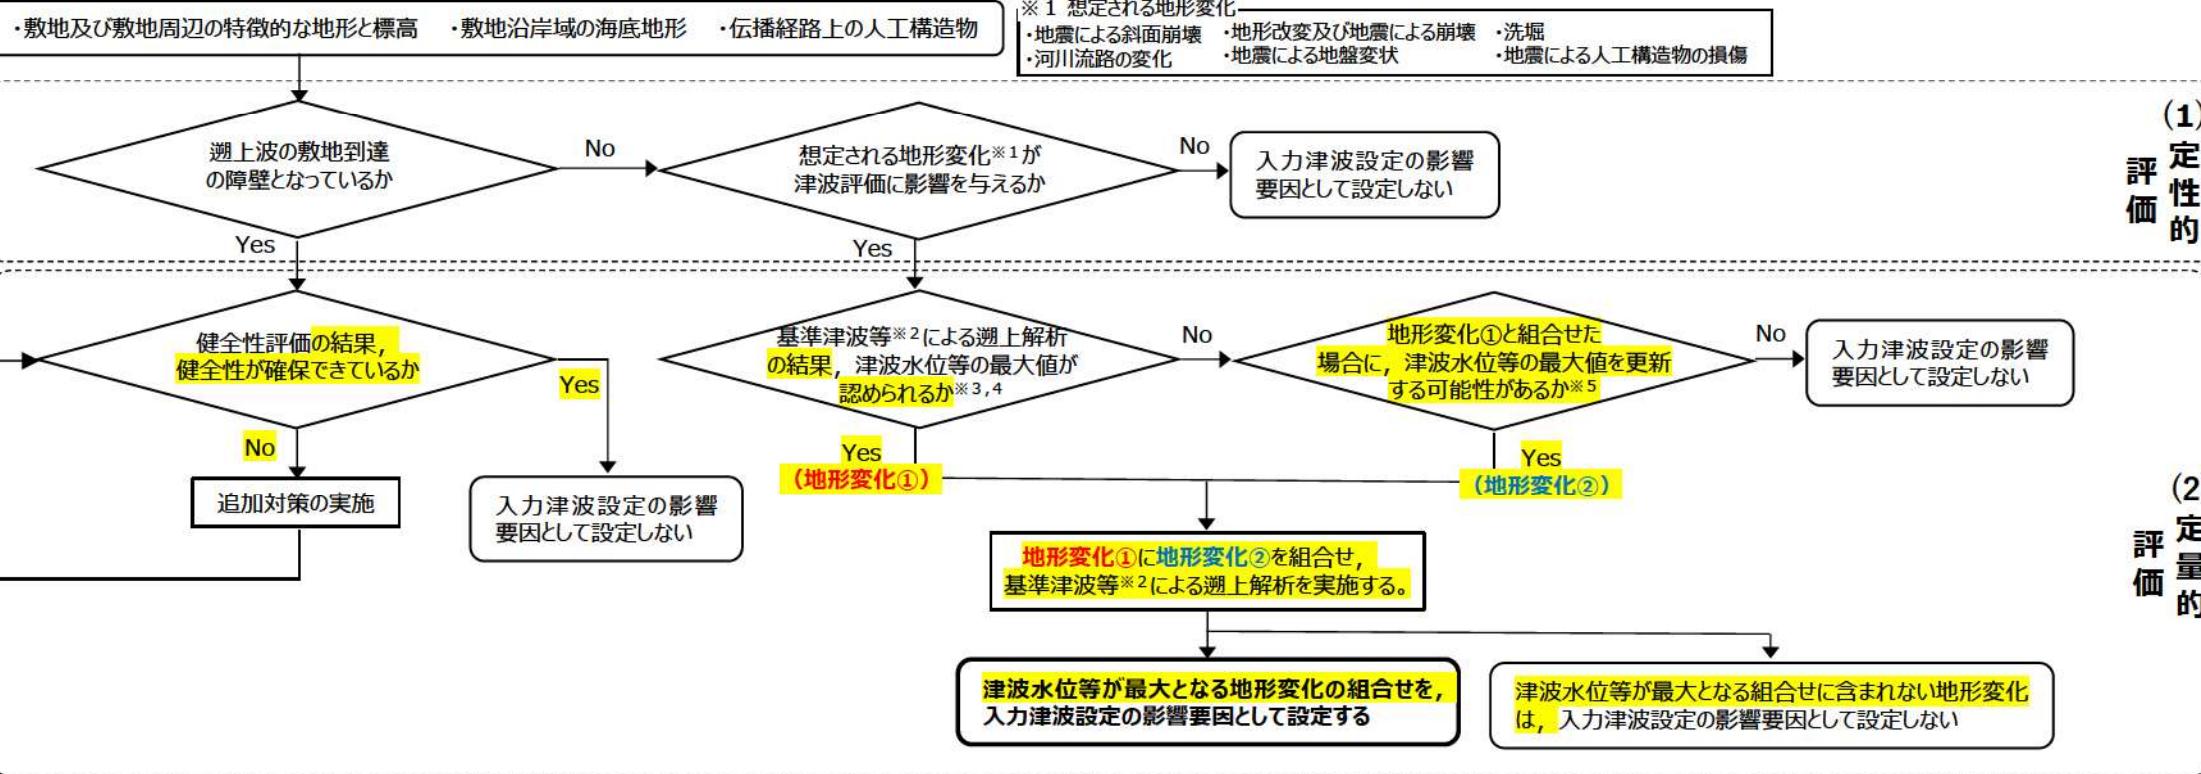 ・敷地及び敷地周辺の特徴的な地形と標高　・敷地沿岸域の海底地形　・伝播経路上の人工構造物
※1 想定される地形変化
・地震による斜面崩壊　・地形改変及び地震による崩壊　・洗堀
・河川流路の変化　・地震による地盤変状　・地震による人工構造物の損傷
(1)
定性的
評価
遡上波の敷地到達
の障壁となっているか
No
想定される地形変化※1が
津波評価に影響を与えるか
No
入力津波設定の影響
要因として設定しない
Yes
Yes
健全性評価の結果，
健全性が確保できているか
Yes
No
追加対策の実施
入力津波設定の影響
要因として設定しない
基準津波等※2による遡上解析
の結果，津波水位等の最大値が
認められるか※3,4
No
地形変化①と組合せた
場合に，津波水位等の最大値を更新
する可能性があるか※5
No
入力津波設定の影響
要因として設定しない
Yes
（地形変化①）
Yes
（地形変化②）
(2
定量的
評価
地形変化①に地形変化②を組合せ，
基準津波等※2による遡上解析を実施する。
津波水位等が最大となる地形変化の組合せを，
入力津波設定の影響要因として設定する
津波水位等が最大となる組合せに含まれない地形変化
は，入力津波設定の影響要因として設定しない